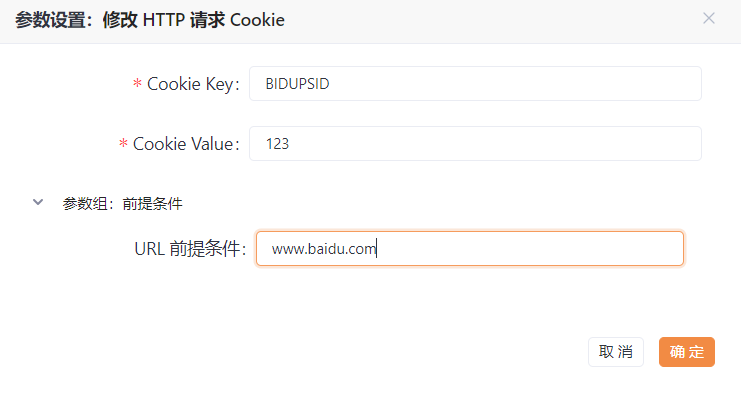 参数设置：修改 HTTP 请求 Cookie
* Cookie Key： BIDUPSID
* Cookie Value： 123
参数组：前提条件
URL 前提条件： www.baidu.com
取 消 确 定